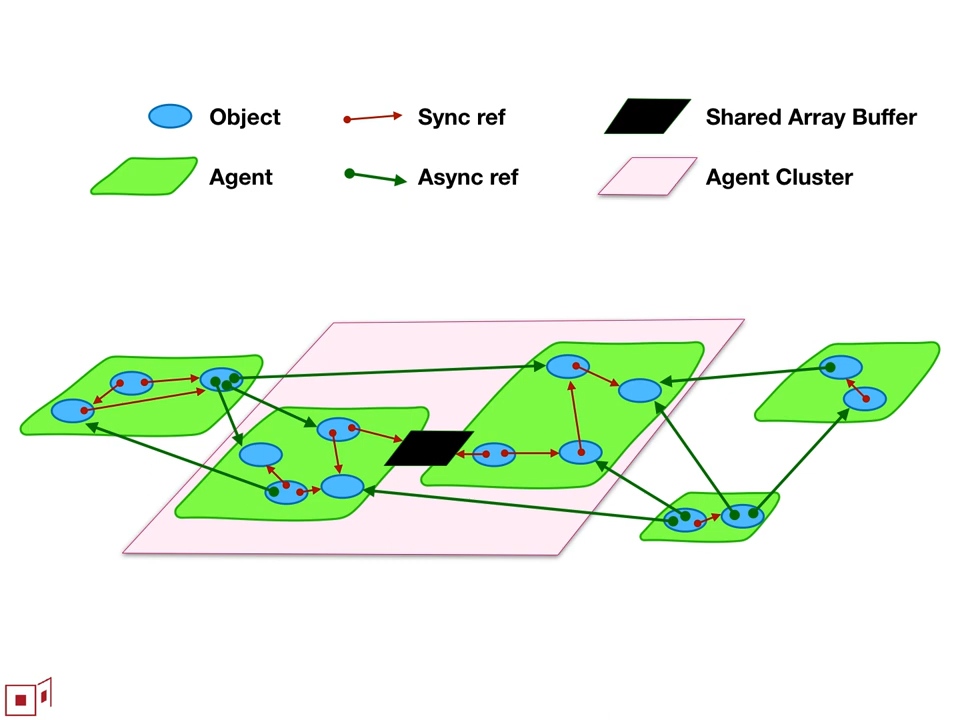 Object
Sync ref
Shared Array Buffer
Agent
Async ref
Agent Cluster